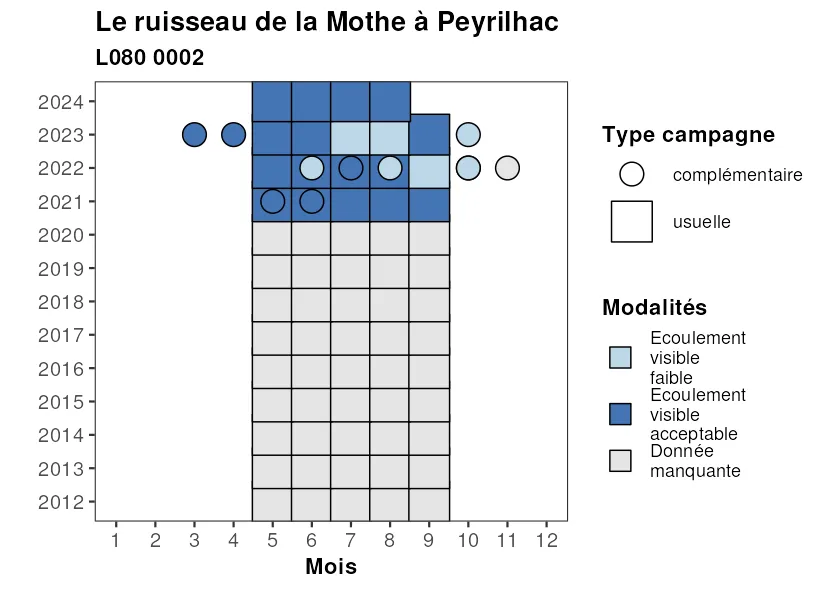 Le ruisseau de la Mothe à Peyrilhac
L080 0002
2024
2023
2022
2021
2020
2019
2018
2017
2016
2015
2014
2013
2012
1 2 3 4 5 6 7 8 9 10 11 12
Mois
Type campagne
complémentaire
usuelle
Modalités
Ecoulement
visible
faible
Ecoulement
visible
acceptable
Donnée
manquante